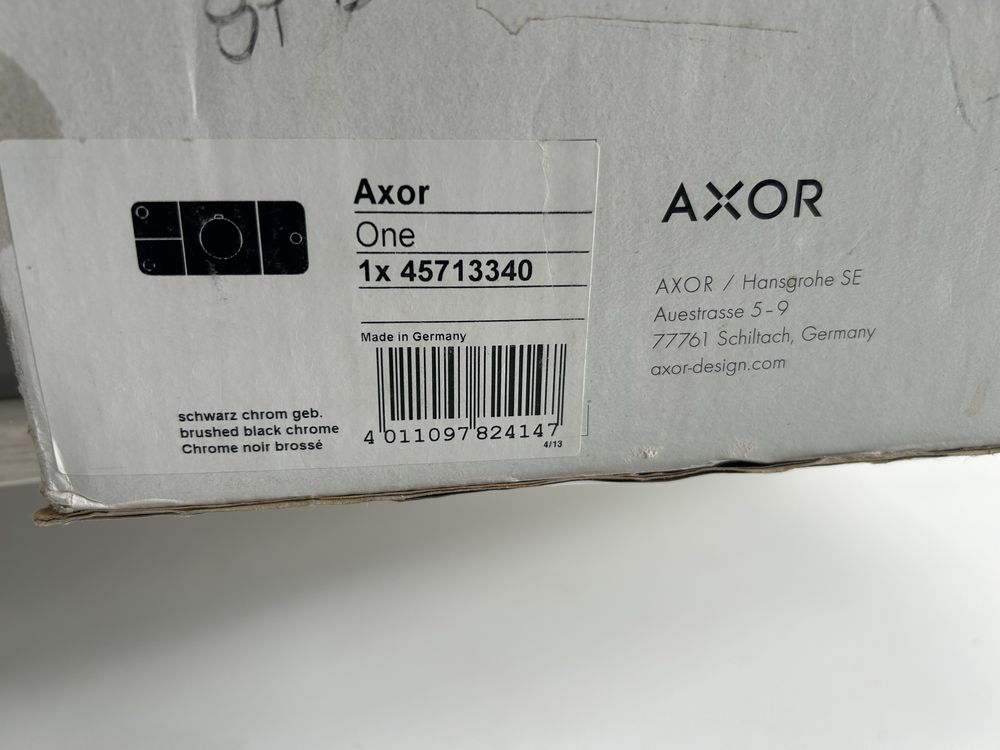 Axor
One
1x 45713340
Made in Germany
4 011097 824147
4/13
schwarz chrom geb.
brushed black chrome
Chrome noir brossé
AXOR
AXOR / Hansgrohe SE
Auestrasse 5–9
77761 Schiltach, Germany
axor-design.com